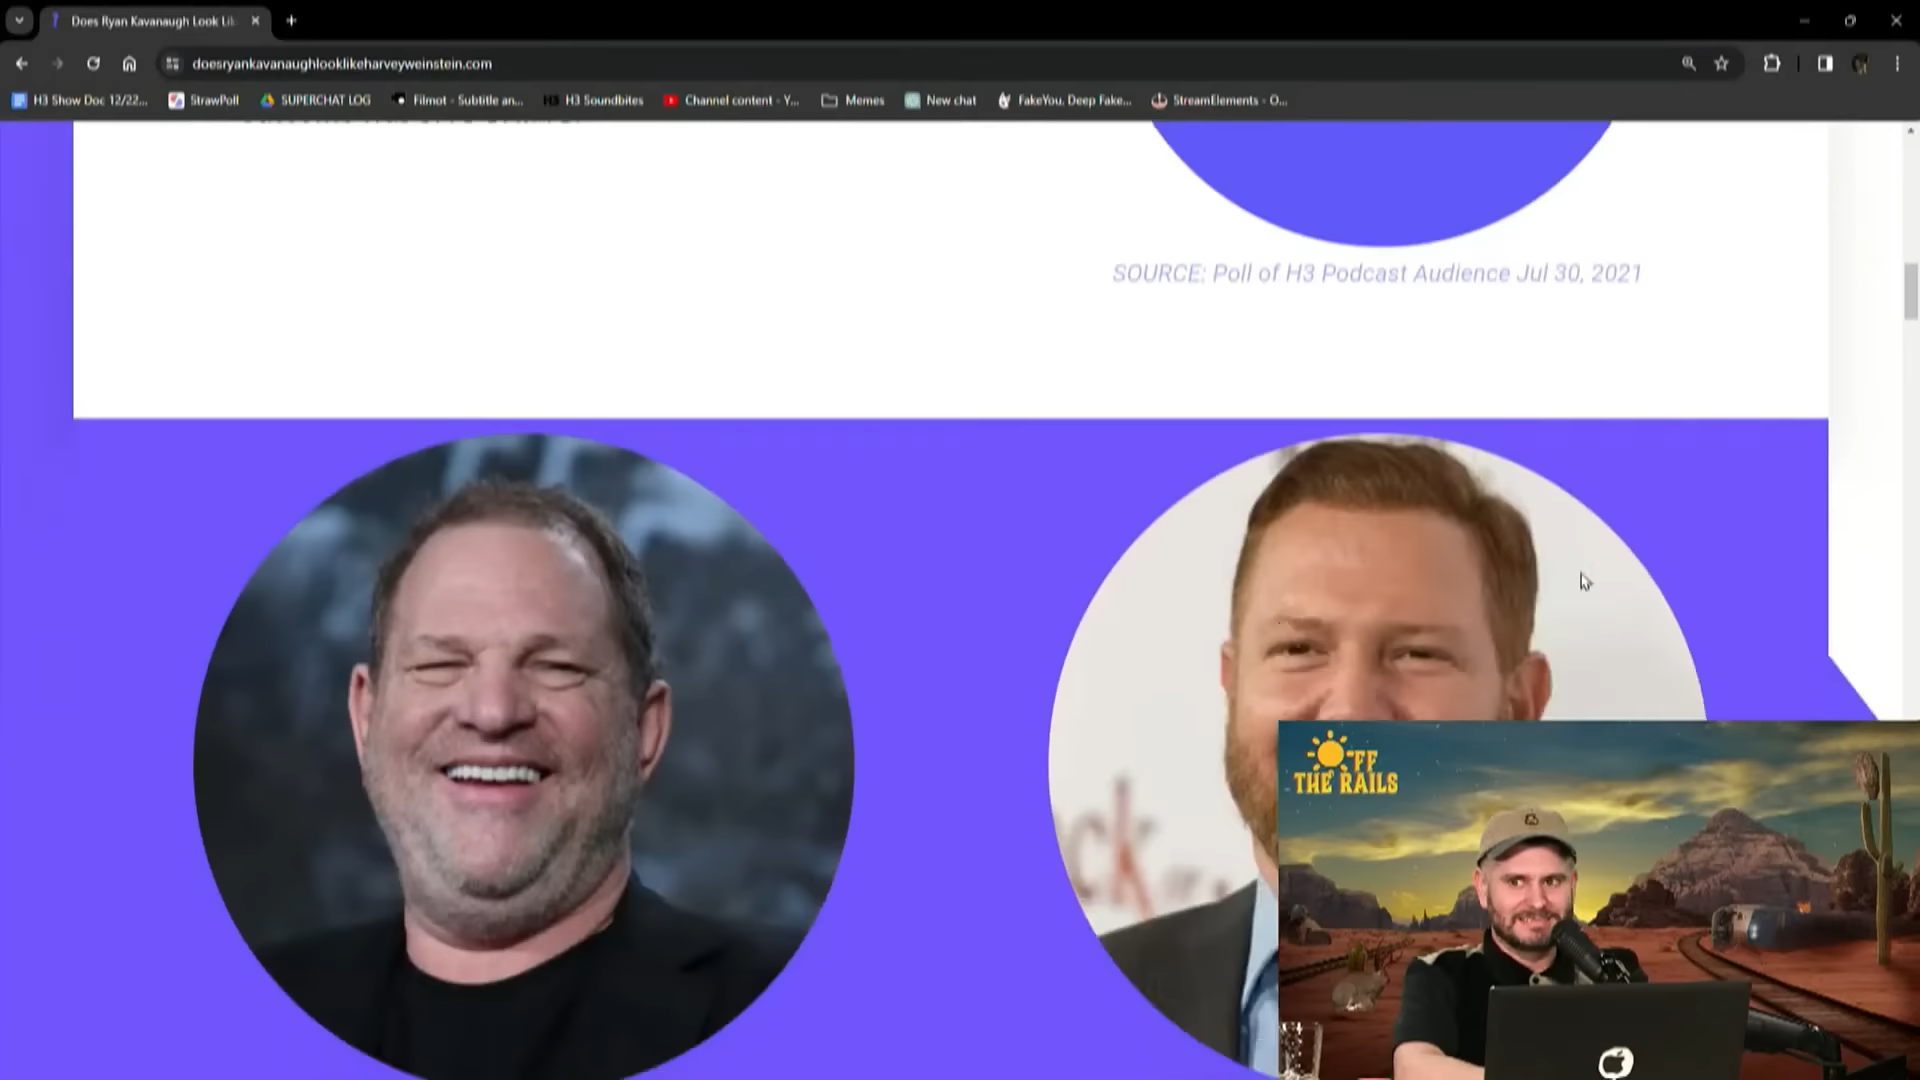 Does Ryan Kavanaugh Look Lik
doesryankavanaughlooklikeharveyweinstein.com
H3 Show Doc 12/22...
StrawPoll
SUPERCHAT LOG
Filmot - Subtitle an...
H3 Soundbites
Channel content - Y...
Memes
New chat
FakeYou. Deep Fake...
StreamElements - O...
SOURCE: Poll of H3 Podcast Audience Jul 30, 2021
OFF
THE RAILS